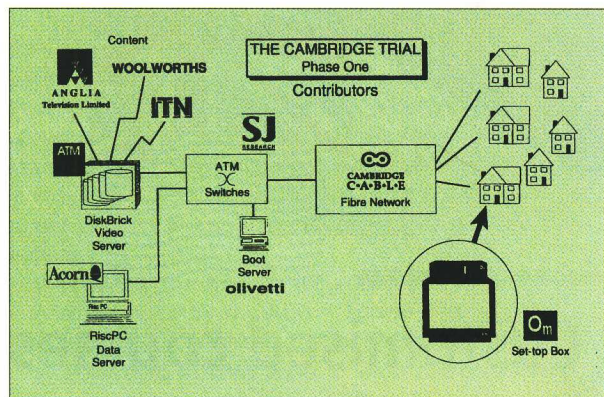 Content
THE CAMBRIDGE TRIAL
Phase One
Contributors
ANGLIA
Television Limited
WOOLWORTHS
ITN
ATM
DiskBrick
Video
Server
SJ
RESEARCH
ATM
Switches
CAMBRIDGE
C•A•B•L•E
Fibre Network
Boot
Server
olivetti
Acorn
Risc PC
RiscPC
Data
Server
Om
Set-top Box